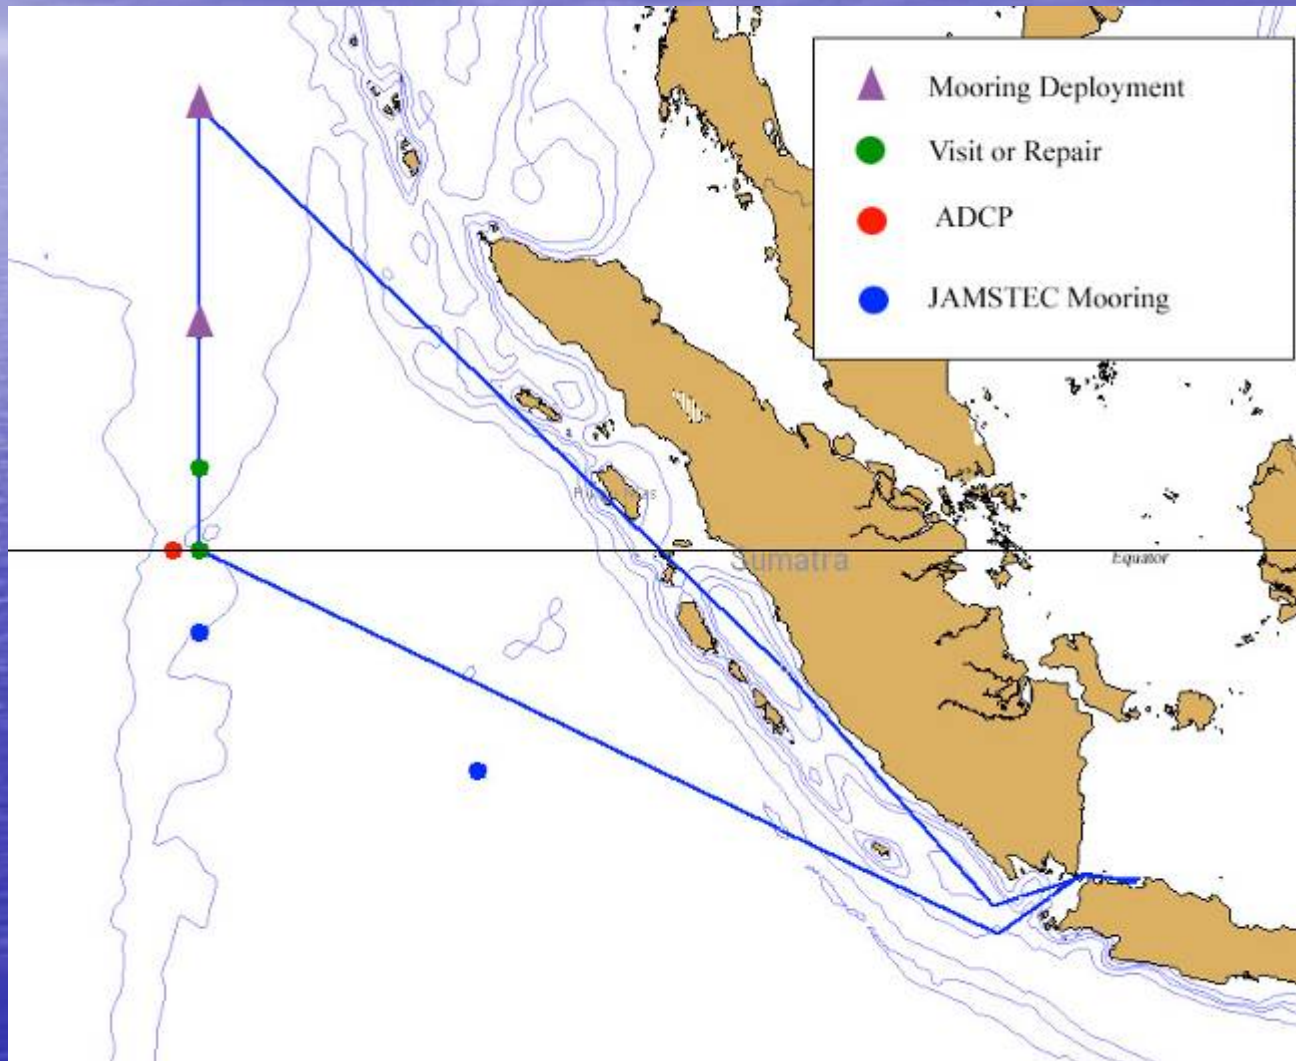 Mooring Deployment
Visit or Repair
ADCP
JAMSTEC Mooring
Sumatra
Equator